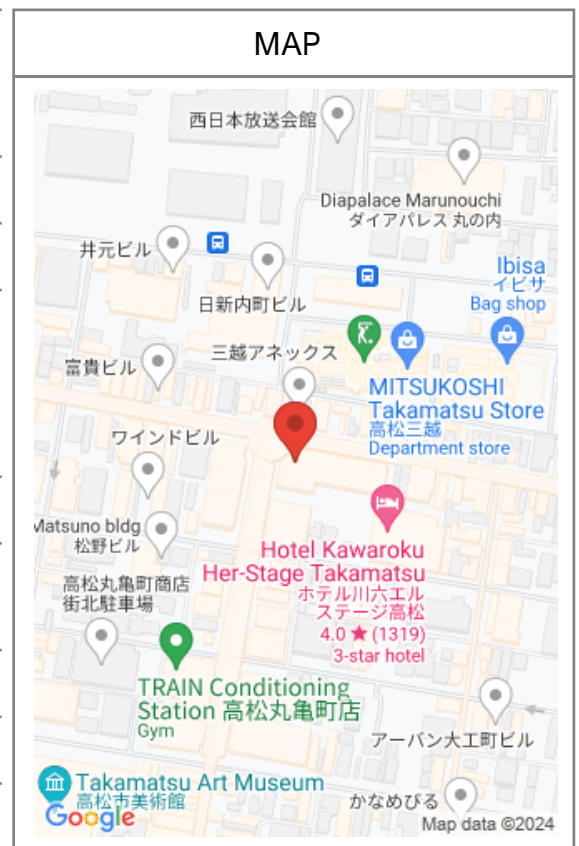 MAP
西日本放送会館
Diapalace Marunouchi
ダイアパレス 丸の内
井元ビル
Ibisa
イビサ
Bag shop
日新内町ビル
三越アネックス
富貴ビル
MITSUKOSHI
Takamatsu Store
高松三越
Department store
ワインドビル
Matsuno bldg
松野ビル
Hotel Kawaroku
Her-Stage Takamatsu
ホテル川六エル
ステージ高松
4.0 ★ (1319)
3-star hotel
高松丸亀町商店
街北駐車場
TRAIN Conditioning
Station 高松丸亀町店
Gym
アーバン大工町ビル
Takamatsu Art Museum
高松市美術館
かなめびる
Google
Map data ©2024